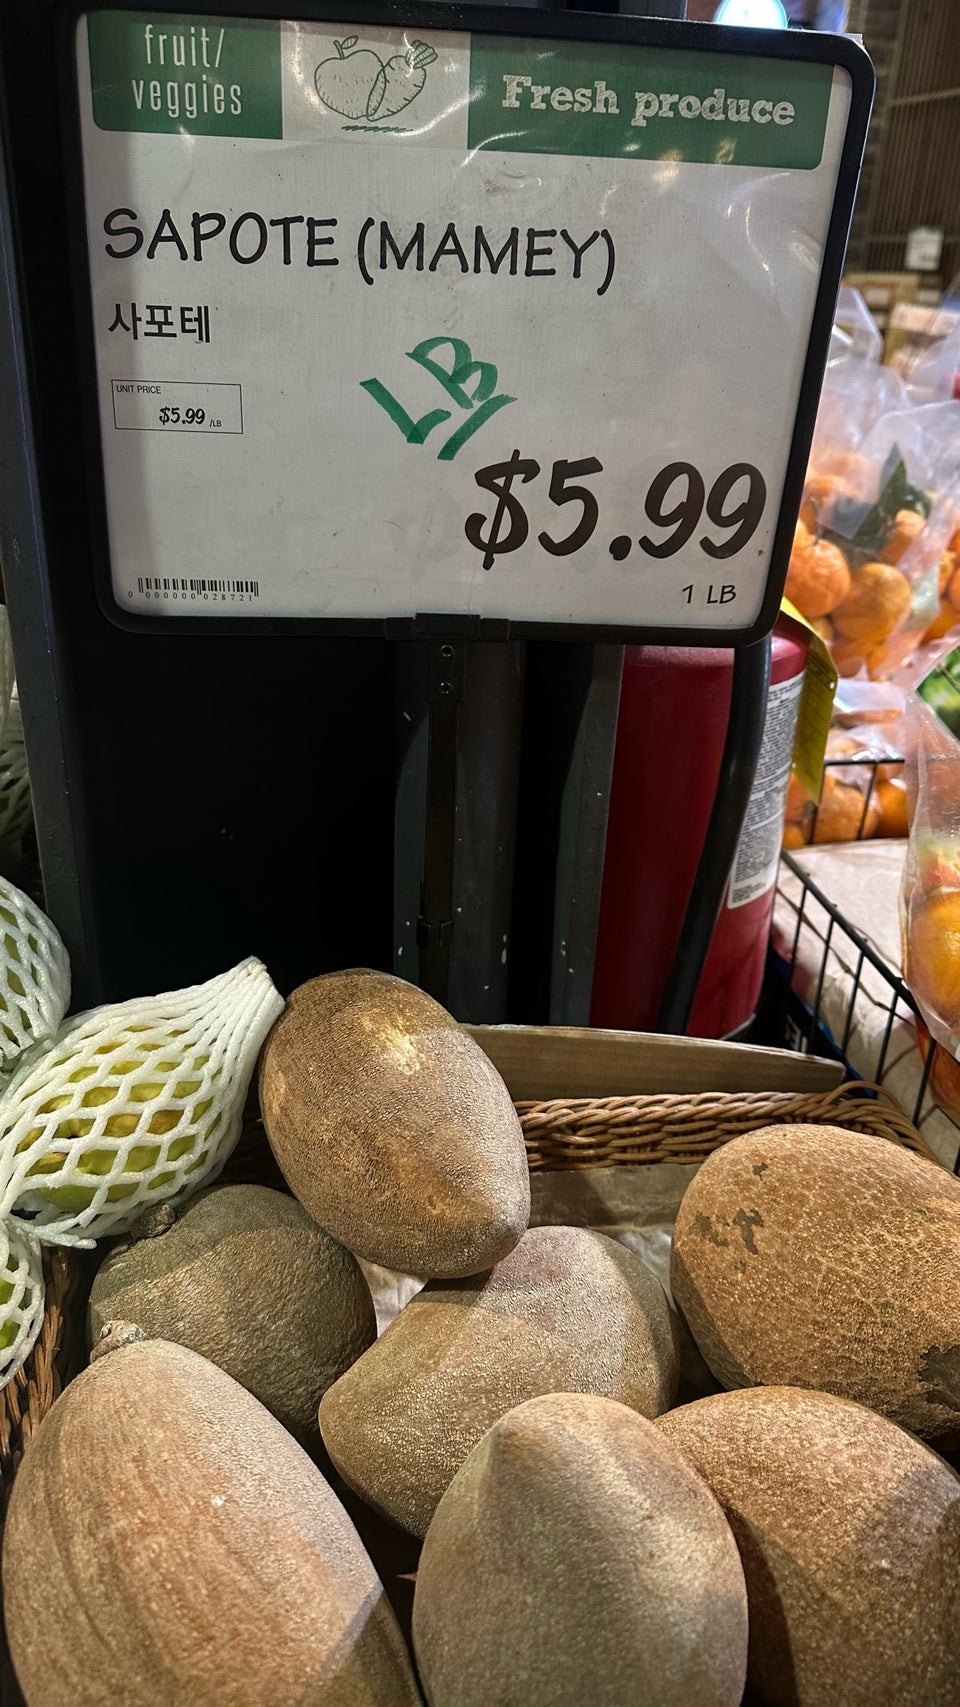 fruit/
veggies
Fresh produce
SAPOTE (MAMEY)
사포테
LB
UNIT PRICE
$5.99 /LB
$5.99
1 LB
0 000000 028721